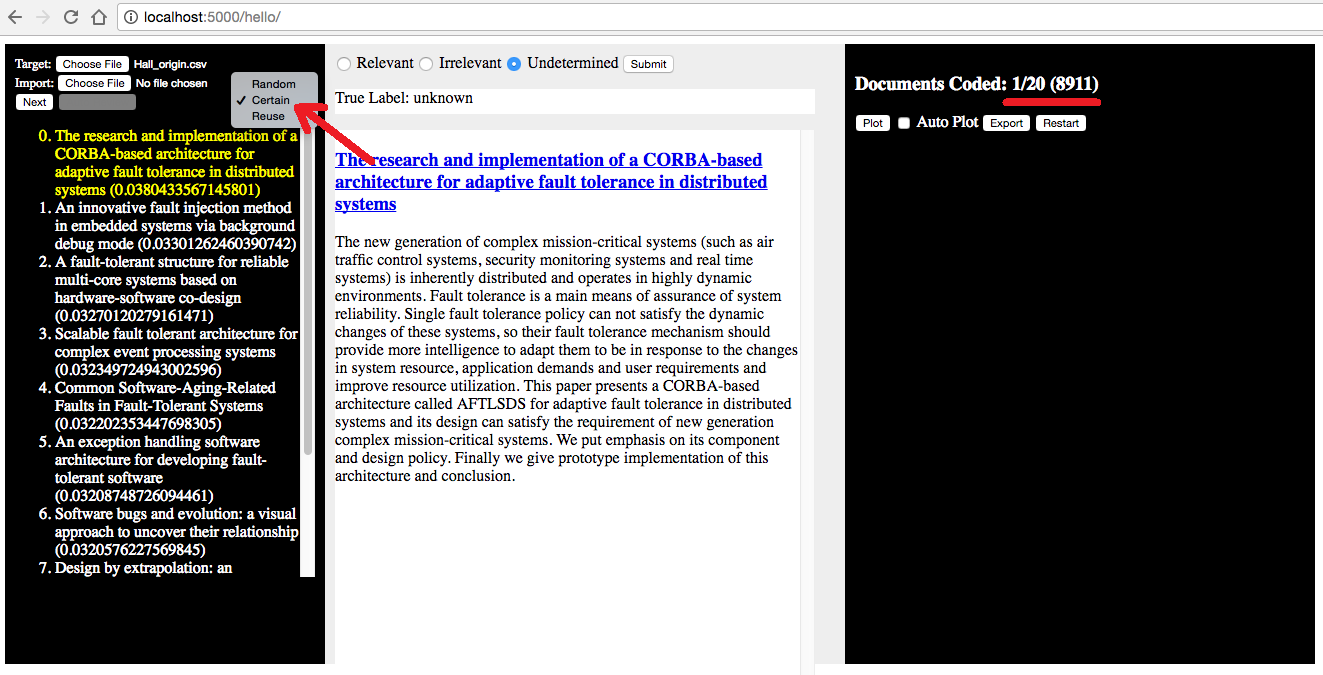 localhost:5000/hello/
Target: Choose File Hall_origin.csv
Import: Choose File No file chosen
Next
Random
✓ Certain
Reuse
0. The research and implementation of a
CORBA-based architecture for
adaptive fault tolerance in distributed
systems (0.0380433567145801)
1. An innovative fault injection method
in embedded systems via background
debug mode (0.03301262460390742)
2. A fault-tolerant structure for reliable
multi-core systems based on
hardware-software co-design
(0.03270120279161471)
3. Scalable fault tolerant architecture for
complex event processing systems
(0.032349724943002596)
4. Common Software-Aging-Related
Faults in Fault-Tolerant Systems
(0.032202353447698305)
5. An exception handling software
architecture for developing fault-
tolerant software
(0.03208748726094461)
6. Software bugs and evolution: a visual
approach to uncover their relationship
(0.0320576227569845)
7. Design by extrapolation: an
Relevant Irrelevant Undetermined Submit
True Label: unknown
The research and implementation of a CORBA-based
architecture for adaptive fault tolerance in distributed
systems
The new generation of complex mission-critical systems (such as air
traffic control systems, security monitoring systems and real time
systems) is inherently distributed and operates in highly dynamic
environments. Fault tolerance is a main means of assurance of system
reliability. Single fault tolerance policy can not satisfy the dynamic
changes of these systems, so their fault tolerance mechanism should
provide more intelligence to adapt them to be in response to the changes
in system resource, application demands and user requirements and
improve resource utilization. This paper presents a CORBA-based
architecture called AFTLSDS for adaptive fault tolerance in distributed
systems and its design can satisfy the requirement of new generation
complex mission-critical systems. We put emphasis on its component
and design policy. Finally we give prototype implementation of this
architecture and conclusion.
Documents Coded: 1/20 (8911)
Plot Auto Plot Export Restart